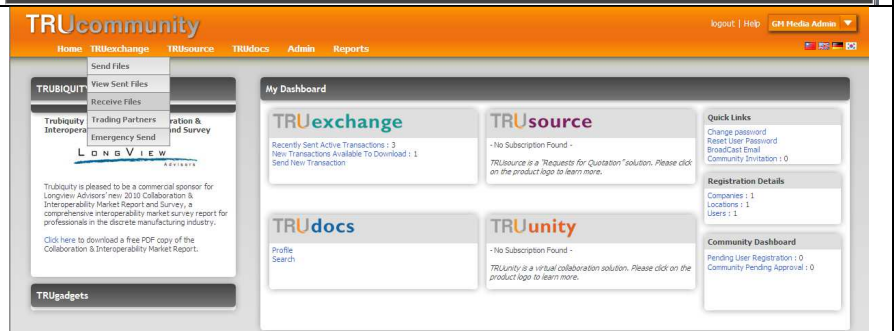 TRUcommunity
logout | Help GM Media Admin
Home TRUexchange TRUsource TRUdocs Admin Reports
Send Files
View Sent Files
Receive Files
Trading Partners
Emergency Send
TRUBIQUIT
Trubiquity ration &
Interopera nd Survey
LONGVIEW
Advisors
Trubiquity is pleased to be a commercial sponsor for
Longview Advisors' new 2010 Collaboration &
Interoperability Market Report and Survey, a
comprehensive interoperability market survey report for
professionals in the discrete manufacturing industry.
Click here to download a free PDF copy of the
Collaboration & Interoperability Market Report.
TRUgadgets
My Dashboard
TRUexchange
Recently Sent Active Transactions : 3
New Transactions Available To Download : 1
Send New Transaction
TRUsource
- No Subscription Found -
TRUsource is a "Requests for Quotation" solution. Please click
on the product logo to learn more.
TRUdocs
Profile
Search
TRUunity
- No Subscription Found -
TRUunity is a virtual collaboration solution. Please click on the
product logo to learn more.
Quick Links
Change password
Reset User Password
BroadCast Email
Community Invitation : 0
Registration Details
Companies : 1
Locations : 1
Users : 1
Community Dashboard
Pending User Registration : 0
Community Pending Approval : 0